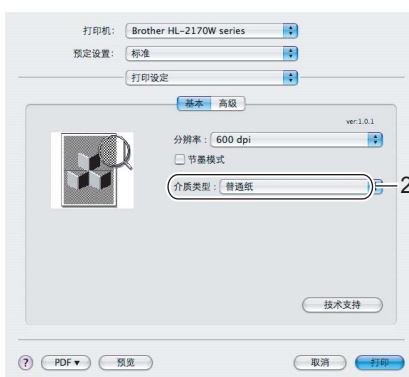 打印机: Brother HL-2170W series
预定设置: 标准
打印设定
基本 高级
ver.1.0.1
分辨率: 600 dpi
节墨模式
介质类型: 普通纸 2
技术支持
? PDF▼ 预览 取消 打印